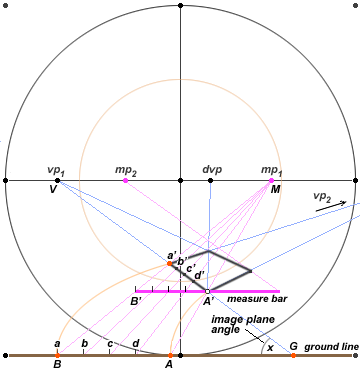 vp1 mp2 dvp mp1
V M
vp2
a'
b'
c'
d'
B' A' measure bar
image plane
angle
a b c d x G ground line
B A